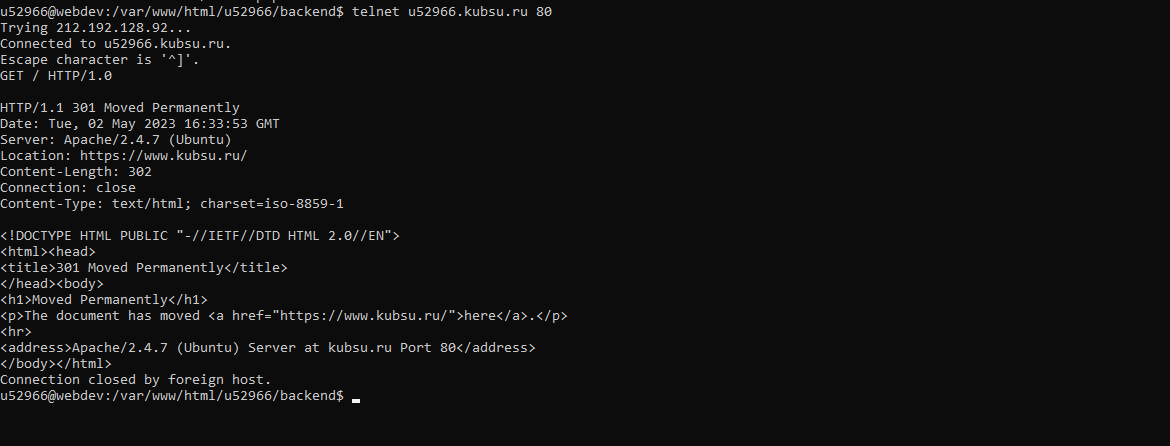 u52966@webdev:/var/www/html/u52966/backend$ telnet u52966.kubsu.ru 80
Trying 212.192.128.92...
Connected to u52966.kubsu.ru.
Escape character is '^]'.
GET / HTTP/1.0

HTTP/1.1 301 Moved Permanently
Date: Tue, 02 May 2023 16:33:53 GMT
Server: Apache/2.4.7 (Ubuntu)
Location: https://www.kubsu.ru/
Content-Length: 302
Connection: close
Content-Type: text/html; charset=iso-8859-1

<!DOCTYPE HTML PUBLIC "-//IETF//DTD HTML 2.0//EN">
<html><head>
<title>301 Moved Permanently</title>
</head><body>
<h1>Moved Permanently</h1>
<p>The document has moved <a href="https://www.kubsu.ru/">here</a>.</p>
<hr>
<address>Apache/2.4.7 (Ubuntu) Server at kubsu.ru Port 80</address>
</body></html>
Connection closed by foreign host.
u52966@webdev:/var/www/html/u52966/backend$